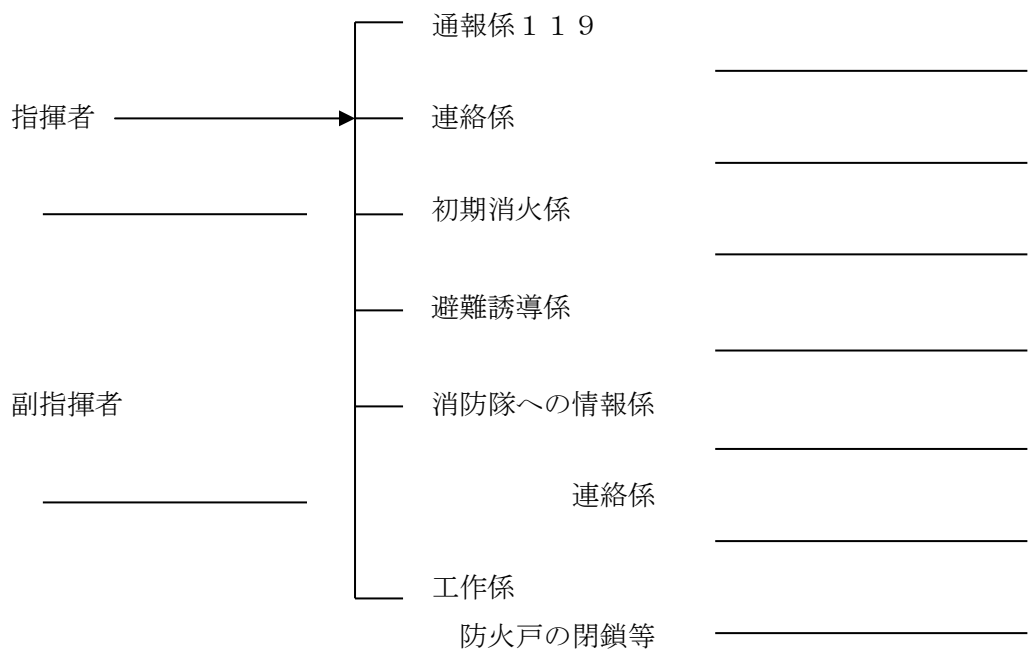 通報係１１９
指揮者
連絡係
初期消火係
避難誘導係
副指揮者
消防隊への情報係
連絡係
工作係
防火戸の閉鎖等